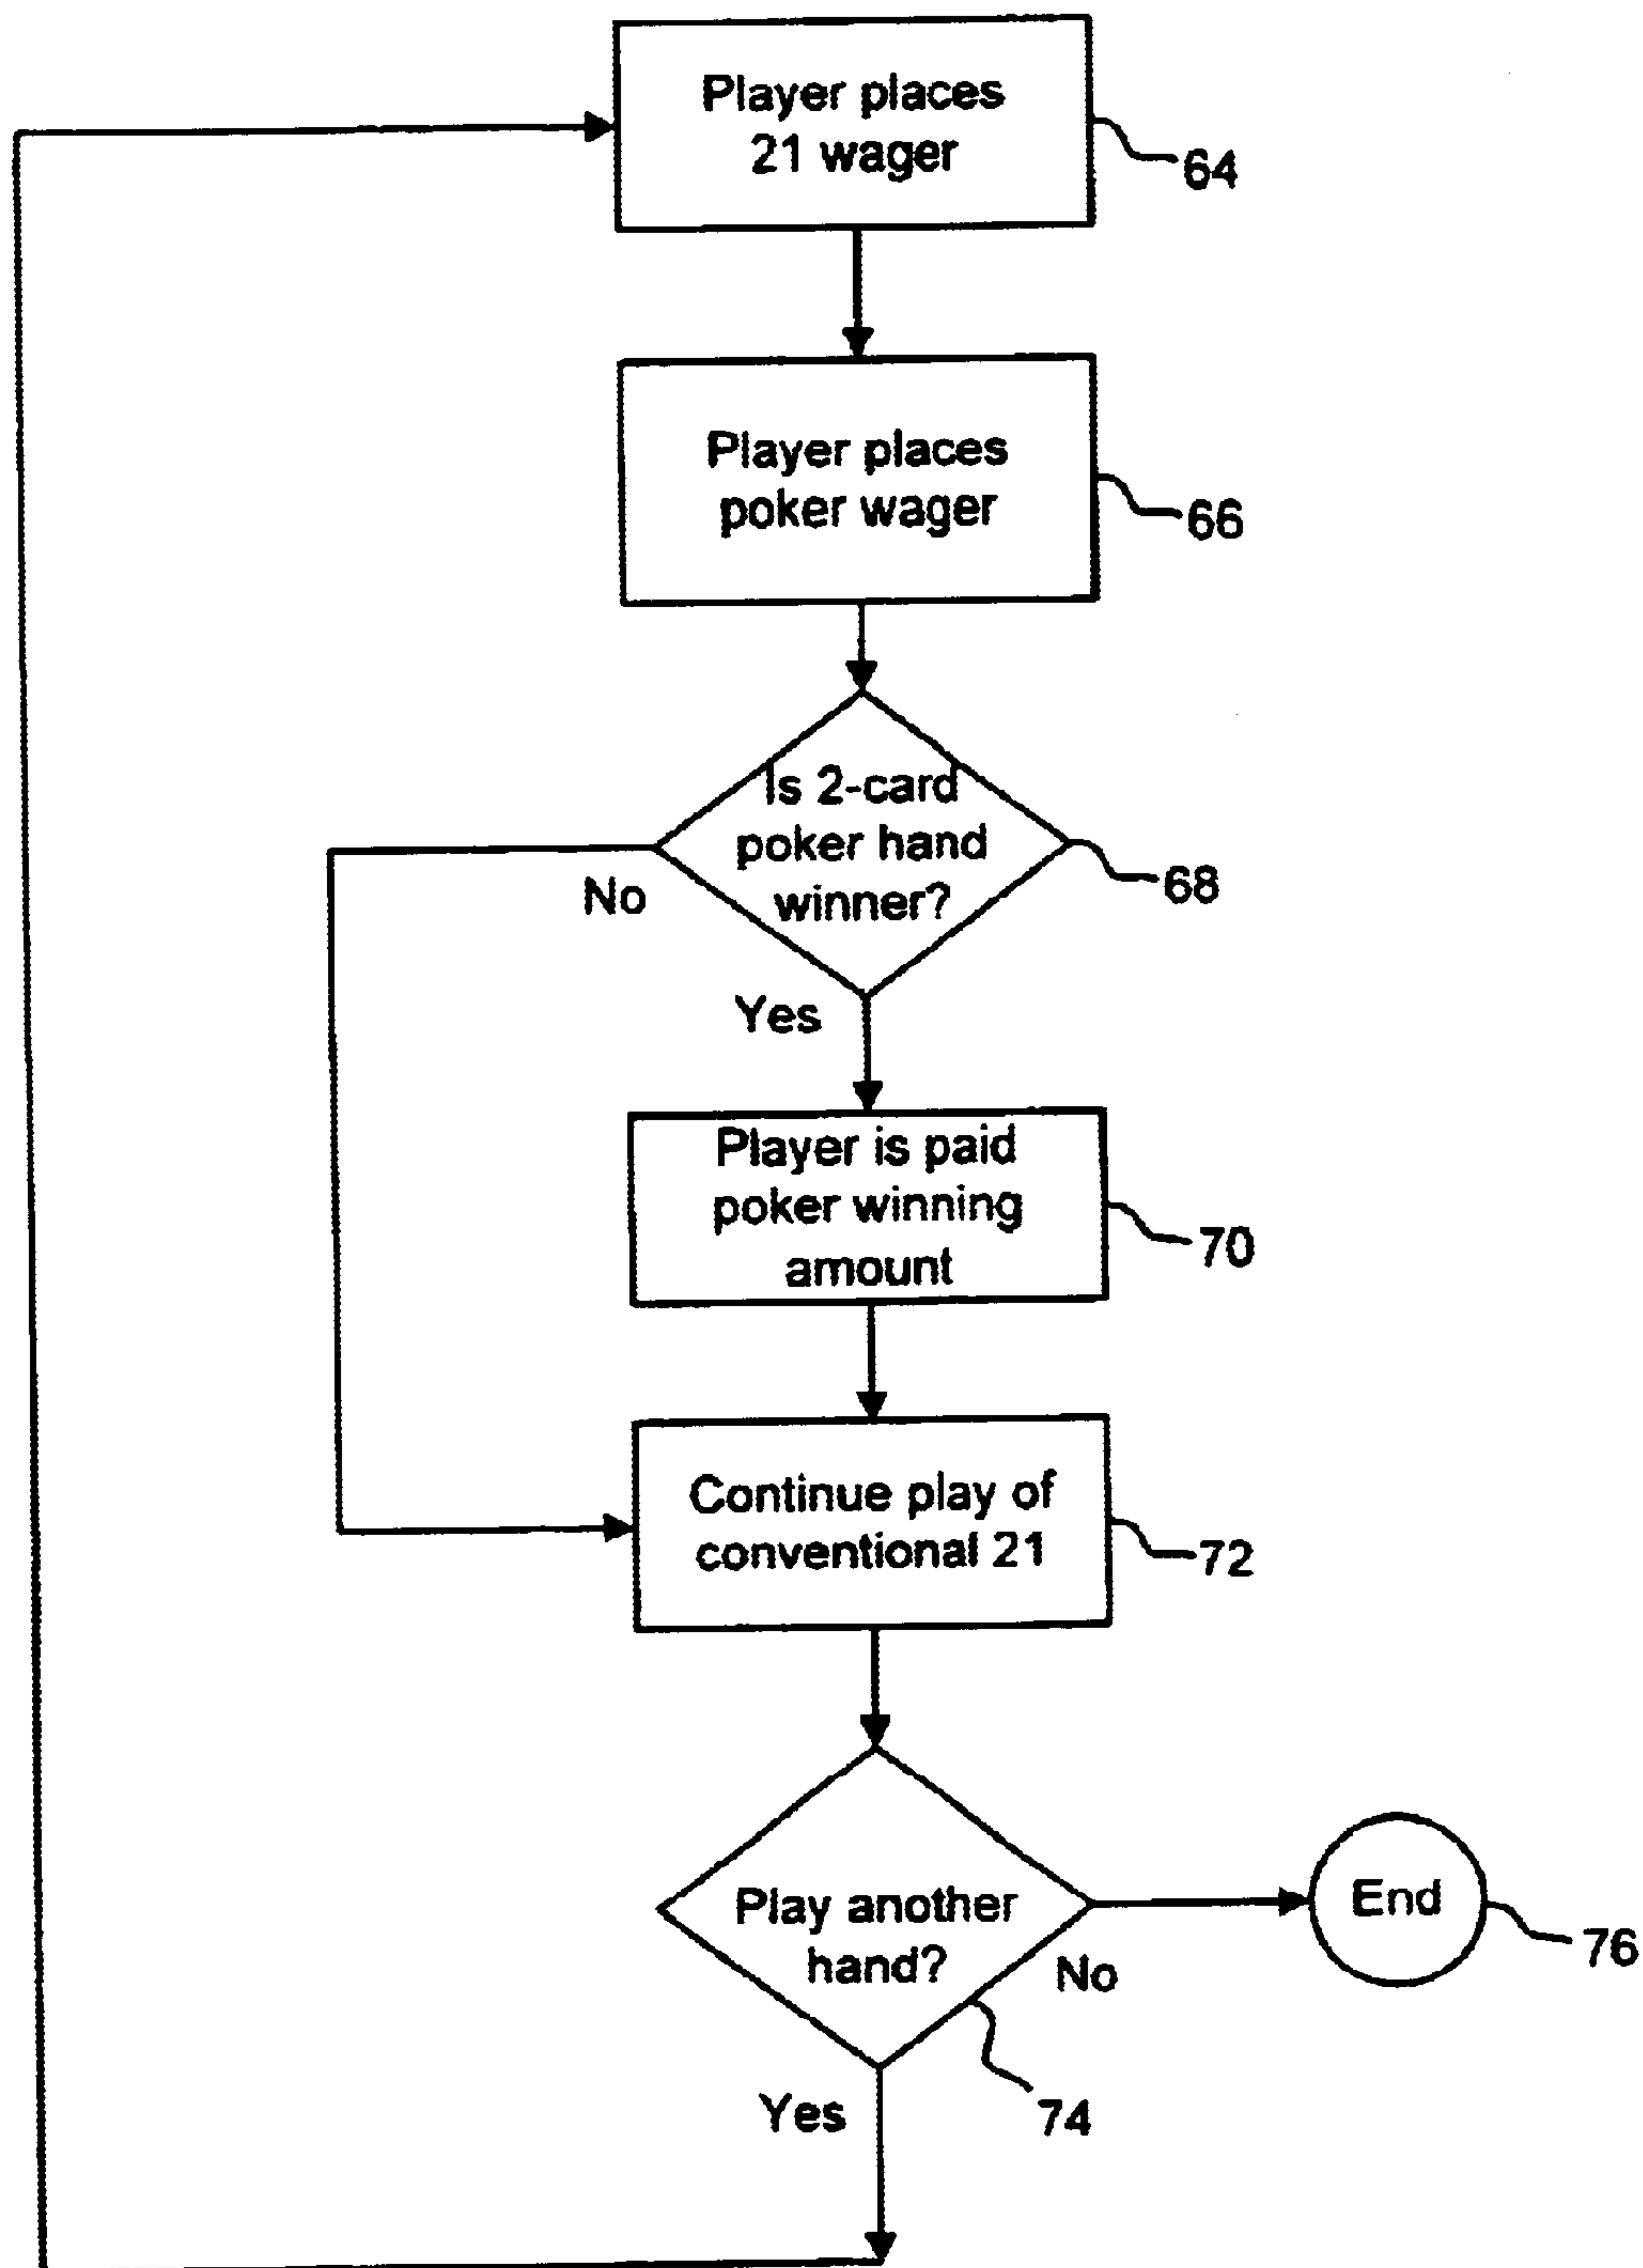 Player places
21 wager
64
Player places
poker wager
66
Is 2-card
poker hand
winner?
68
No
Yes
Player is paid
poker winning
amount
70
Continue play of
conventional 21
72
Play another
hand?
No
End
76
74
Yes